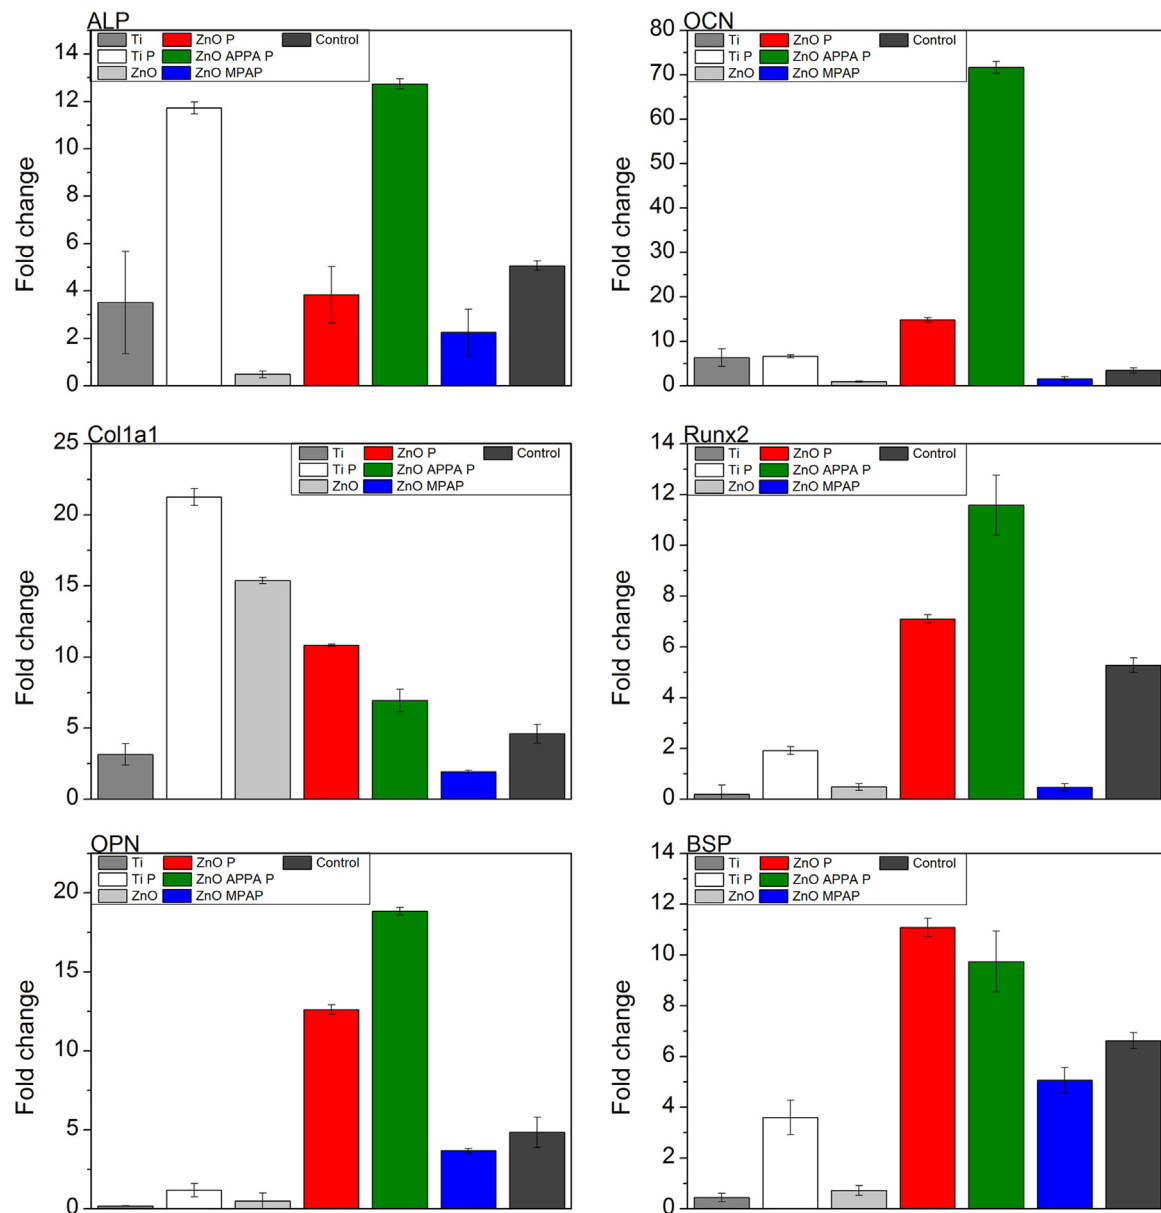 ALP
Ti ZnO P Control
Ti P ZnO APPA P
ZnO ZnO MPAP
14
12
10
8
6
4
2
0
Fold change
OCN
Ti ZnO P Control
Ti P ZnO APPA P
ZnO ZnO MPAP
80
70
60
50
40
30
20
10
0
Fold change
Col1a1
Ti ZnO P Control
Ti P ZnO APPA P
ZnO ZnO MPAP
25
20
15
10
5
0
Fold change
Runx2
Ti ZnO P Control
Ti P ZnO APPA P
ZnO ZnO MPAP
14
12
10
8
6
4
2
0
Fold change
OPN
Ti ZnO P Control
Ti P ZnO APPA P
ZnO ZnO MPAP
20
15
10
5
0
Fold change
BSP
Ti ZnO P Control
Ti P ZnO APPA P
ZnO ZnO MPAP
14
12
10
8
6
4
2
0
Fold change